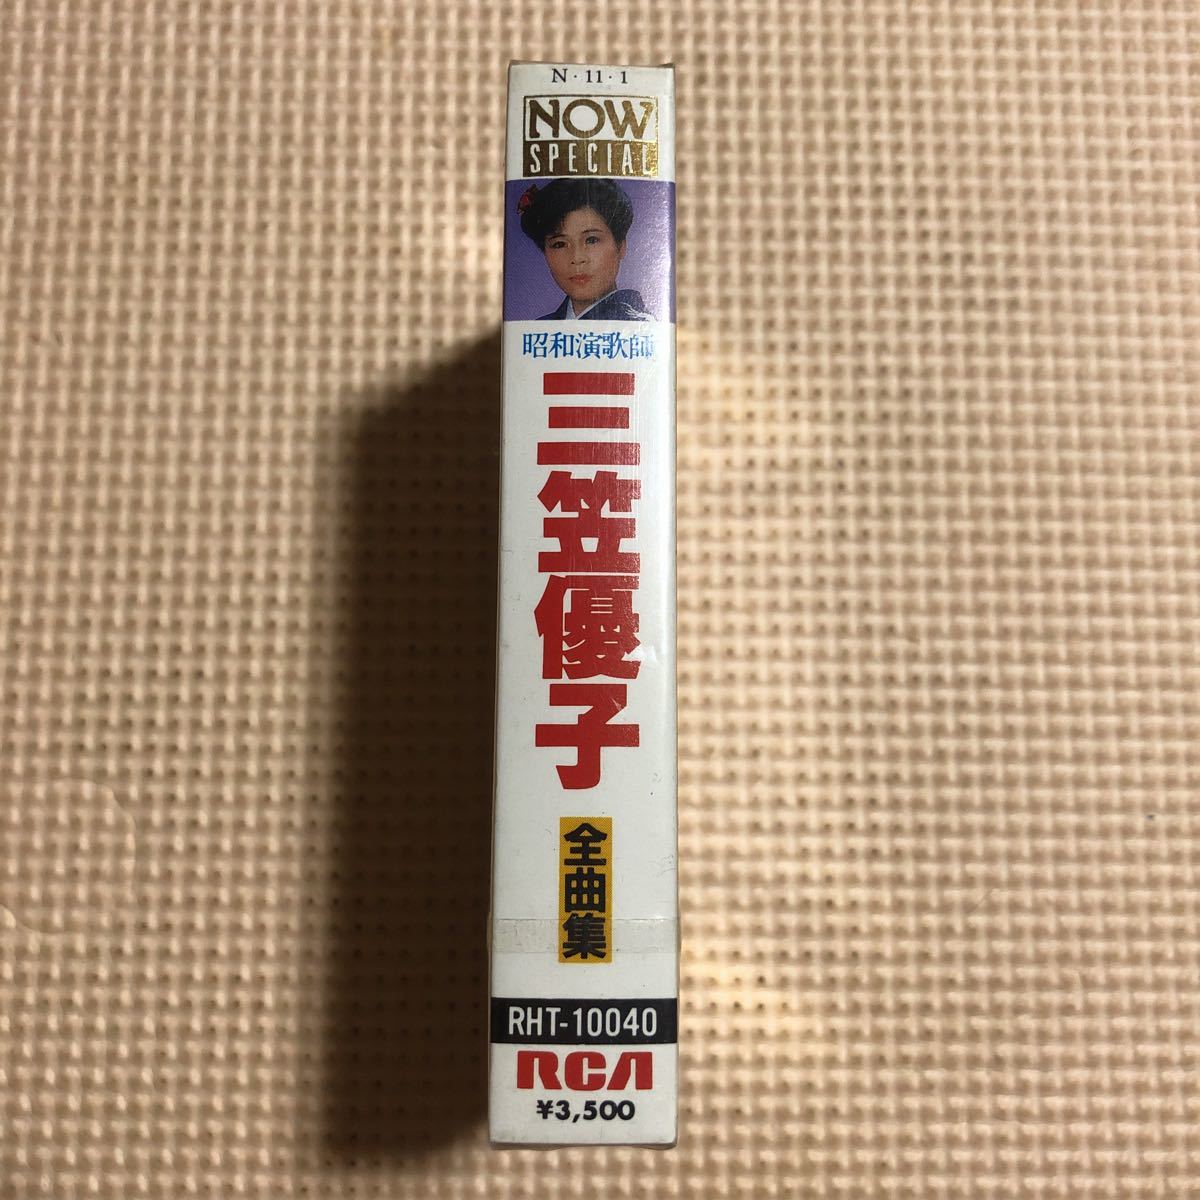 N・11・1
NOW
SPECIAL
昭和演歌師
三笠優子
全曲集
RHT-10040
RCA
¥3,500